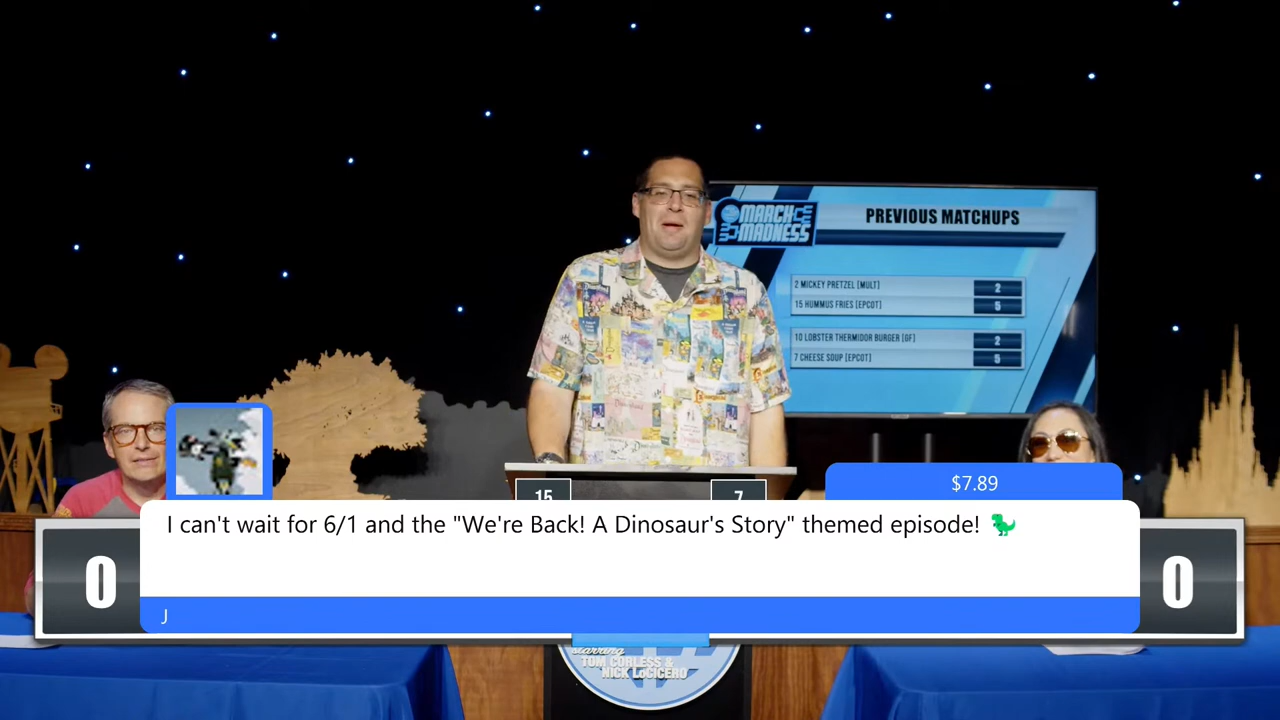 MARCH
MADNESS
PREVIOUS MATCHUPS
2 MICKEY PRETZEL [MULT] 2
15 HUMMUS FRIES [EPCOT] 5
10 LOBSTER THERMIDOR BURGER [GF] 2
7 CHEESE SOUP [EPCOT] 5
15 7
$7.89
I can't wait for 6/1 and the "We're Back! A Dinosaur's Story" themed episode! 🦖
J
0 0
starring
TOM CORLESS &
NICK LoCICERO